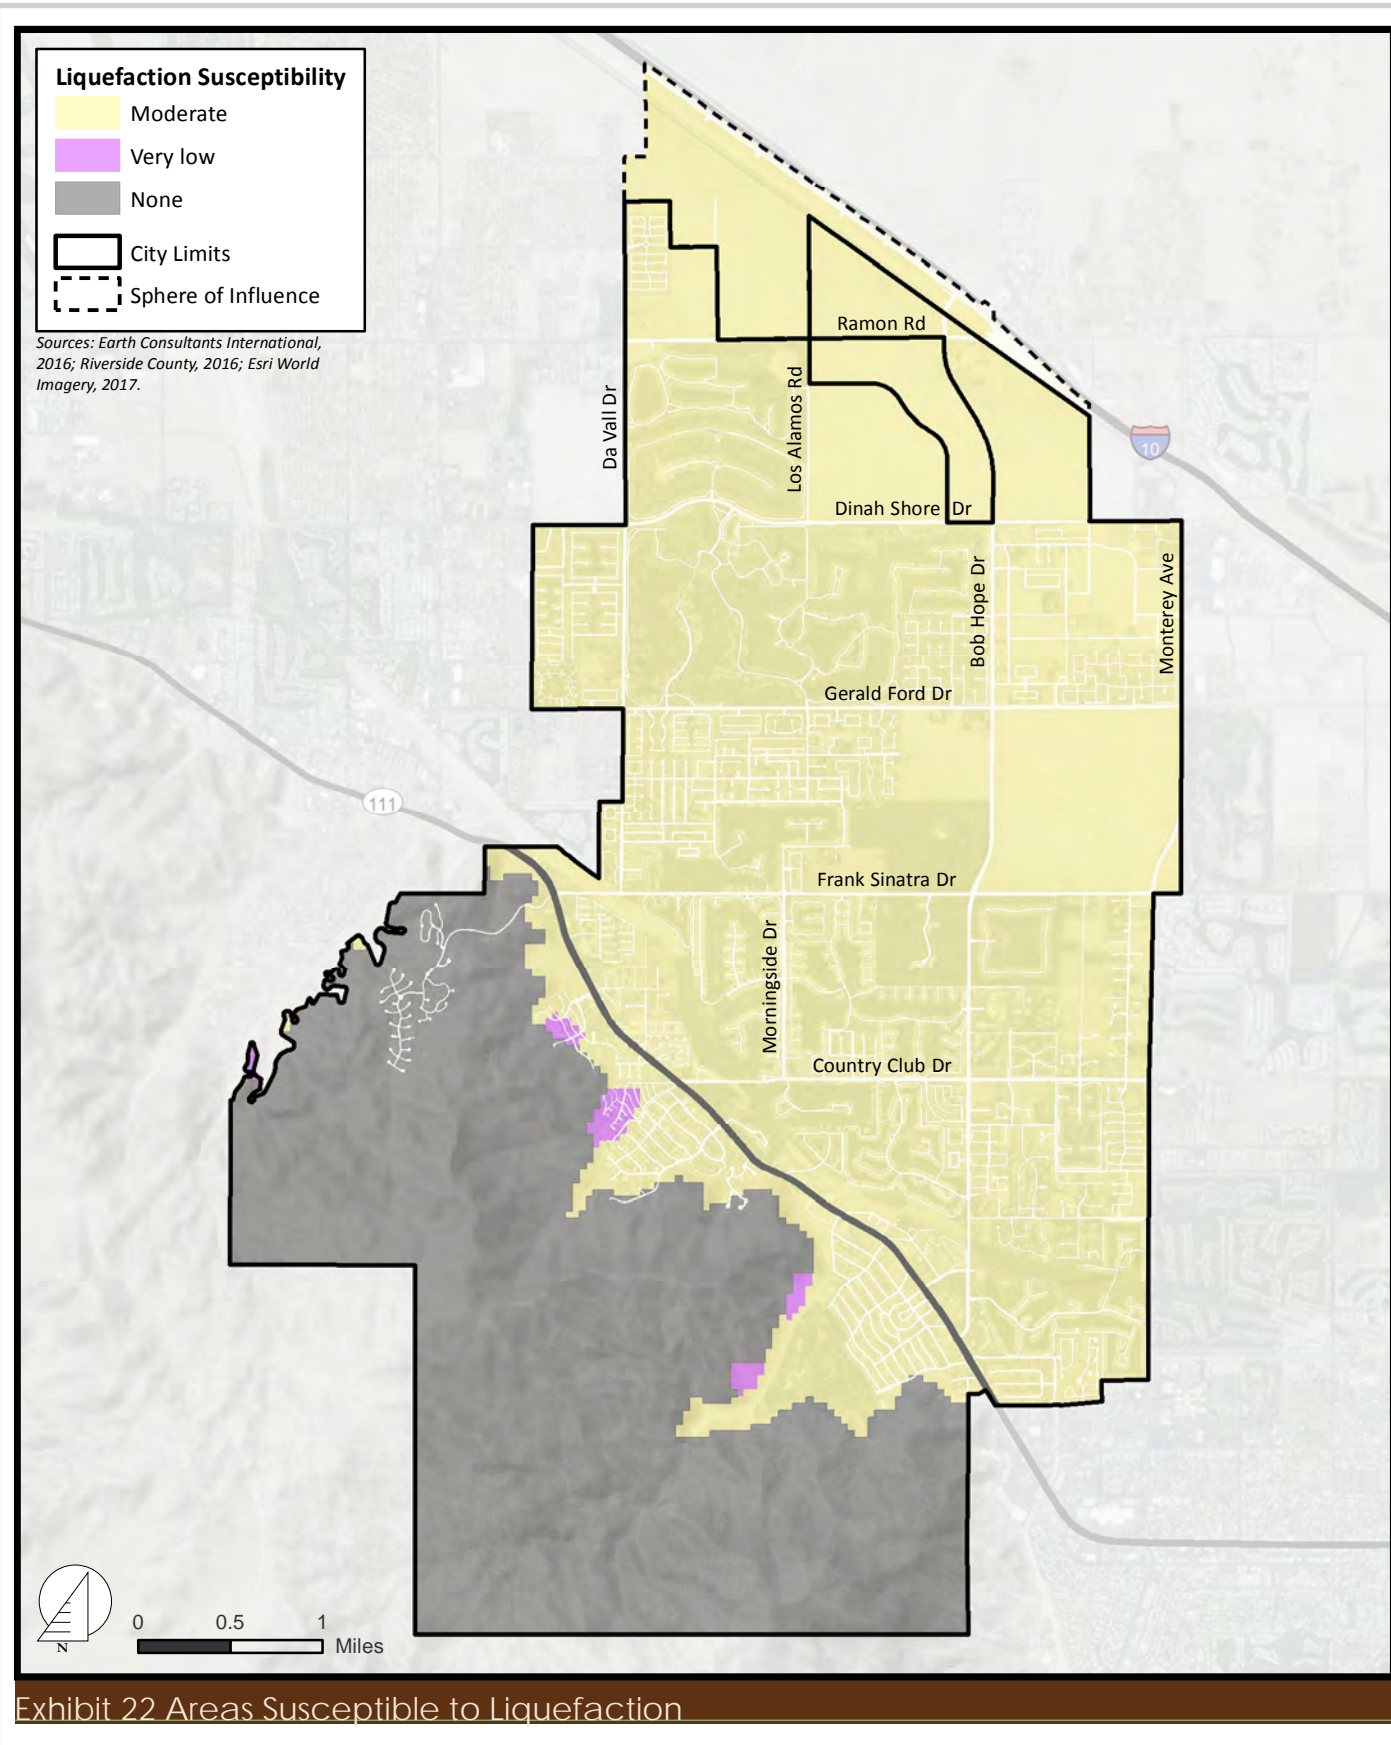 Liquefaction Susceptibility
Moderate
Very low
None
City Limits
Sphere of Influence
Sources: Earth Consultants International,
2016; Riverside County, 2016; Esri World
Imagery, 2017.
Ramon Rd
Da Vall Dr
Los Alamos Rd
10
Dinah Shore Dr
Bob Hope Dr
Monterey Ave
Gerald Ford Dr
111
Frank Sinatra Dr
Morningside Dr
Country Club Dr
N
0 0.5 1
Miles
Exhibit 22 Areas Susceptible to Liquefaction